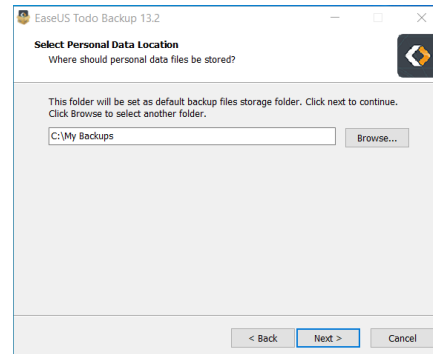 EaseUS Todo Backup 13.2
Select Personal Data Location
Where should personal data files be stored?
This folder will be set as default backup files storage folder. Click next to continue.
Click Browse to select another folder.
C:\My Backups
Browse...
< Back
Next >
Cancel